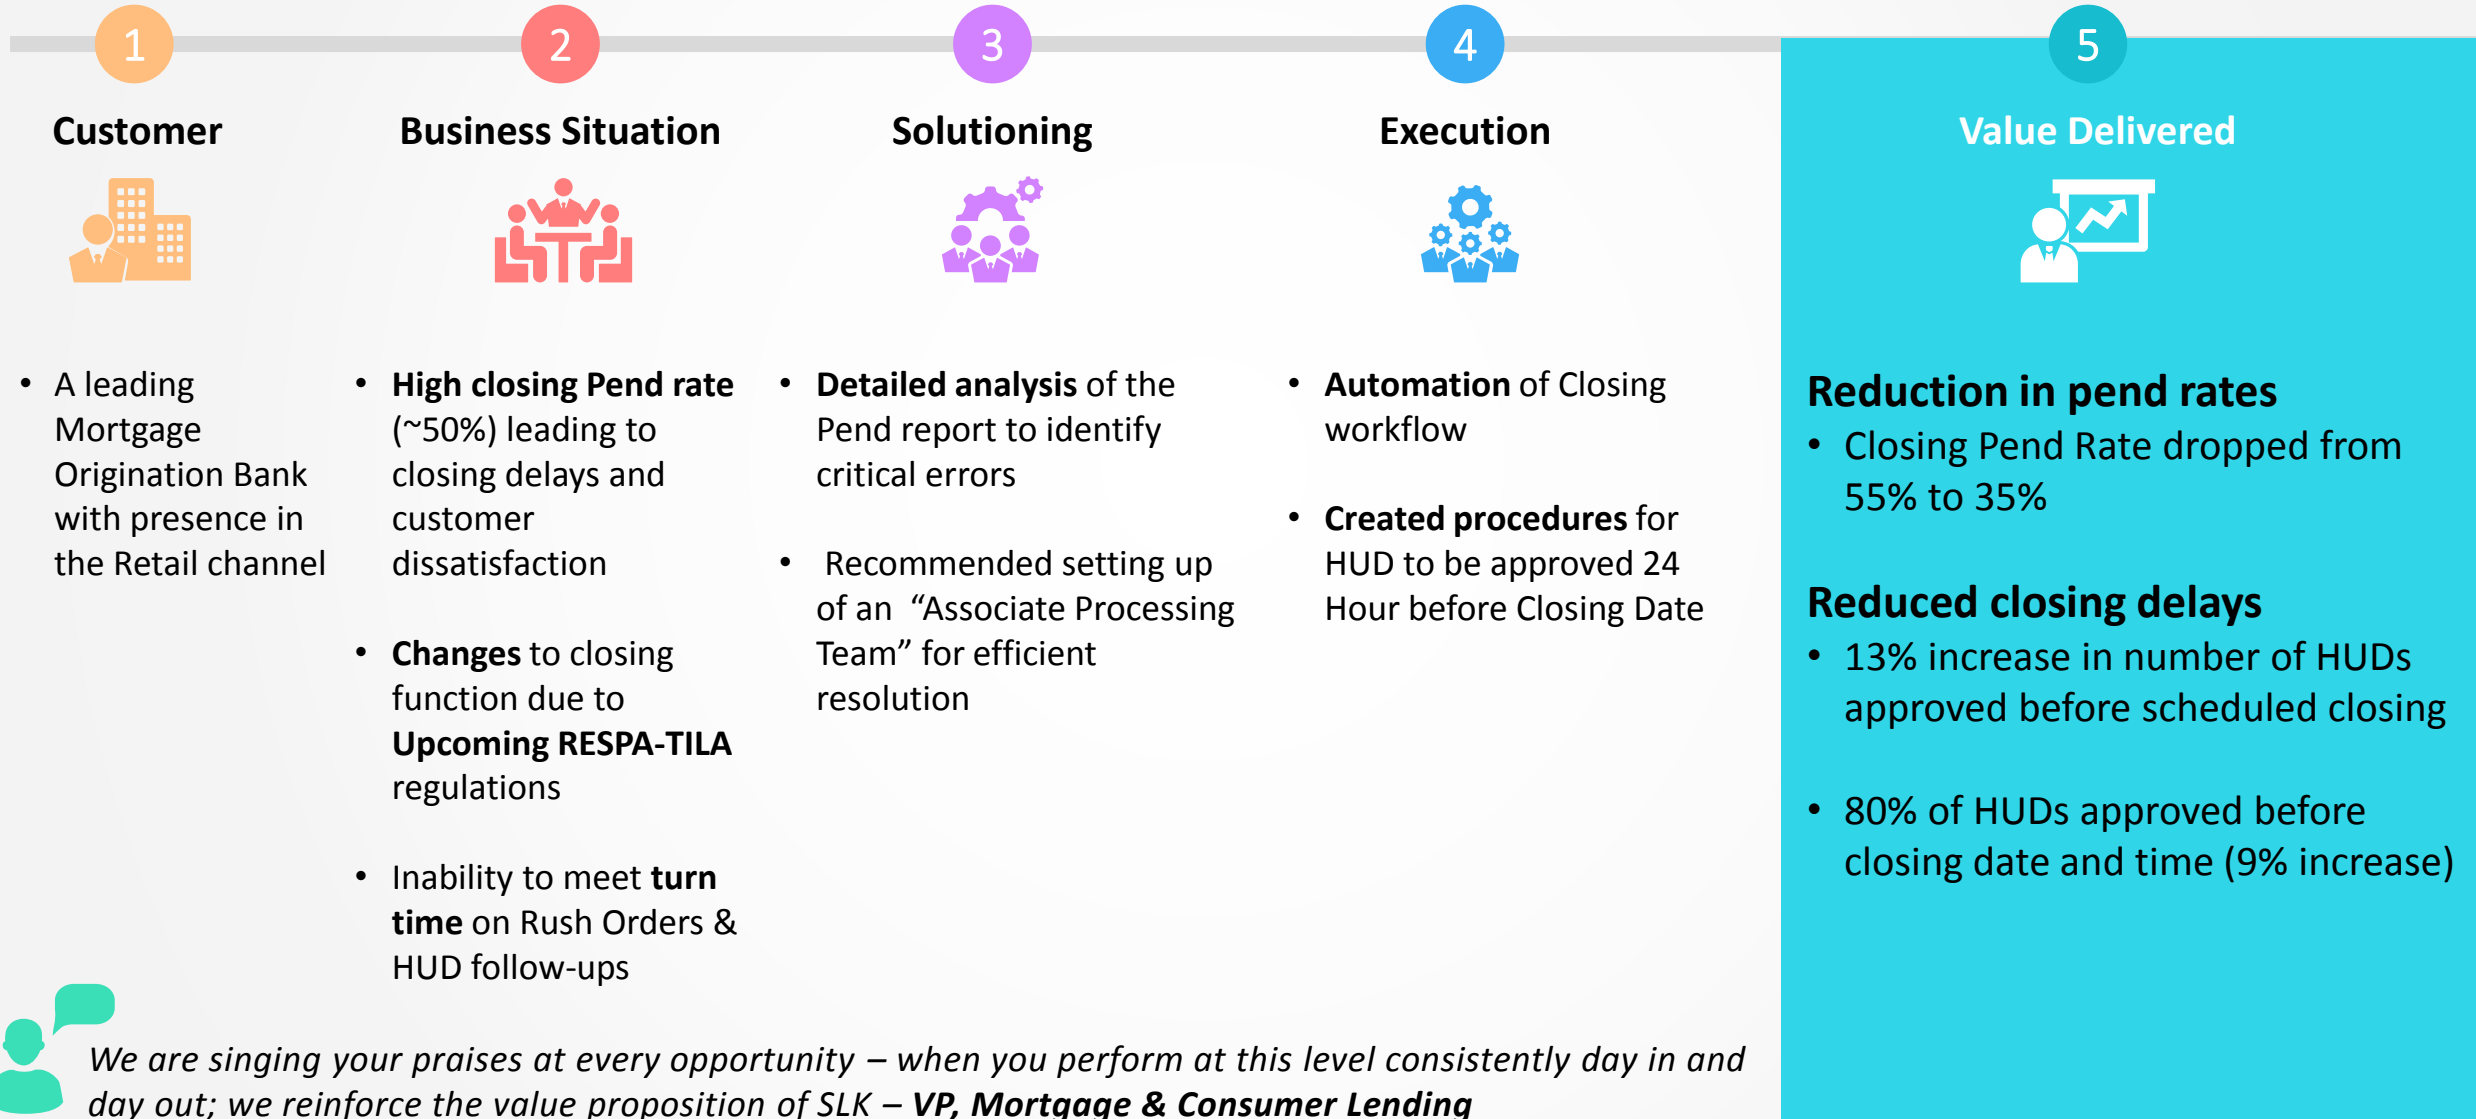 1
Customer
• A leading
Mortgage
Origination Bank
with presence in
the Retail channel
2
Business Situation
• High closing Pend rate
(~50%) leading to
closing delays and
customer
dissatisfaction
• Changes to closing
function due to
Upcoming RESPA-TILA
regulations
• Inability to meet turn
time on Rush Orders &
HUD follow-ups
3
Solutioning
• Detailed analysis of the
Pend report to identify
critical errors
• Recommended setting up
of an “Associate Processing
Team” for efficient
resolution
4
Execution
• Automation of Closing
workflow
• Created procedures for
HUD to be approved 24
Hour before Closing Date
5
Value Delivered
Reduction in pend rates
• Closing Pend Rate dropped from
55% to 35%
Reduced closing delays
• 13% increase in number of HUDs
approved before scheduled closing
• 80% of HUDs approved before
closing date and time (9% increase)
We are singing your praises at every opportunity – when you perform at this level consistently day in and
day out; we reinforce the value proposition of SLK – VP, Mortgage & Consumer Lending